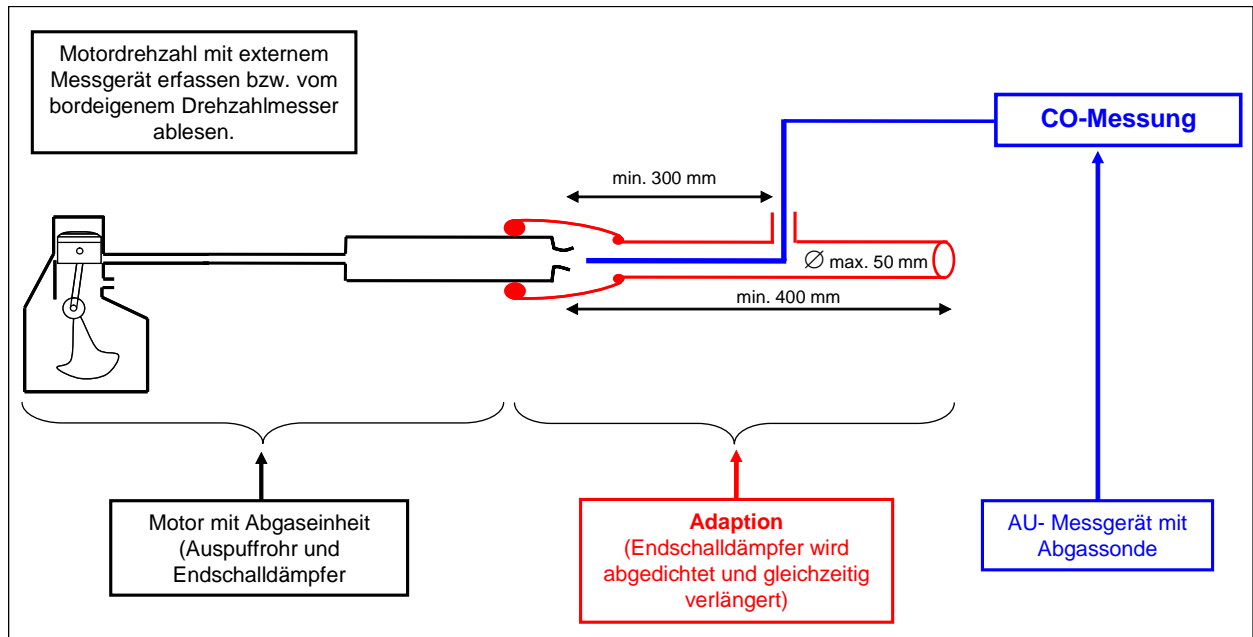 Motordrehzahl mit externem
Messgerät erfassen bzw. vom
bordeigenem Drehzahlmesser
ablesen.
CO-Messung
min. 300 mm
∅ max. 50 mm
min. 400 mm
Motor mit Abgaseinheit
(Auspuffrohr und
Endschalldämpfer
Adaption
(Endschalldämpfer wird
abgedichtet und gleichzeitig
verlängert)
AU- Messgerät mit
Abgassonde